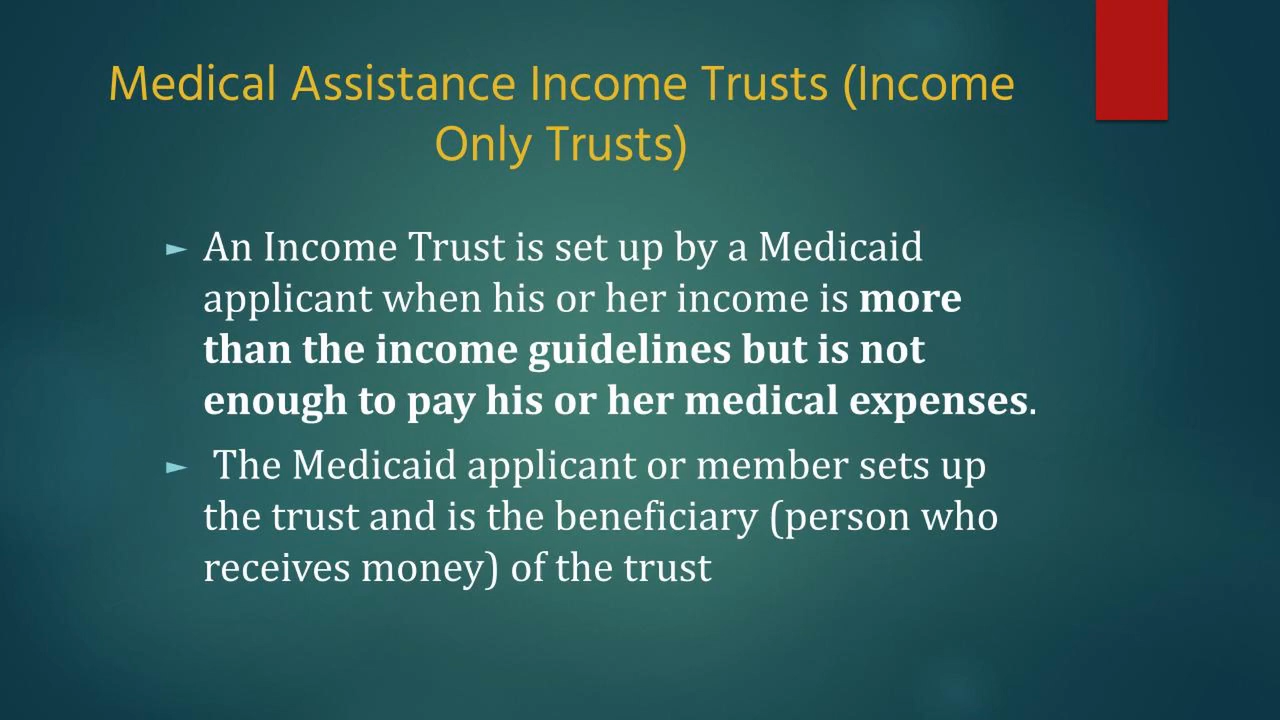 Medical Assistance Income Trusts (Income
Only Trusts)
► An Income Trust is set up by a Medicaid
applicant when his or her income is more
than the income guidelines but is not
enough to pay his or her medical expenses.
► The Medicaid applicant or member sets up
the trust and is the beneficiary (person who
receives money) of the trust